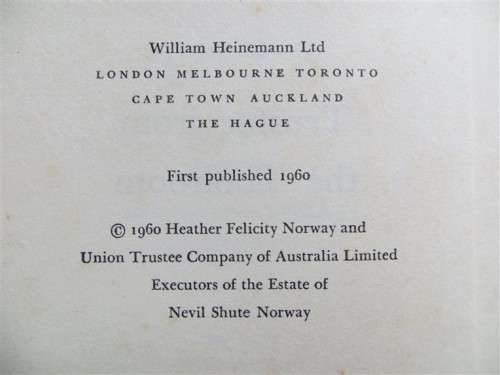 William Heinemann Ltd
LONDON MELBOURNE TORONTO
CAPE TOWN AUCKLAND
THE HAGUE
First published 1960
© 1960 Heather Felicity Norway and
Union Trustee Company of Australia Limited
Executors of the Estate of
Nevil Shute Norway